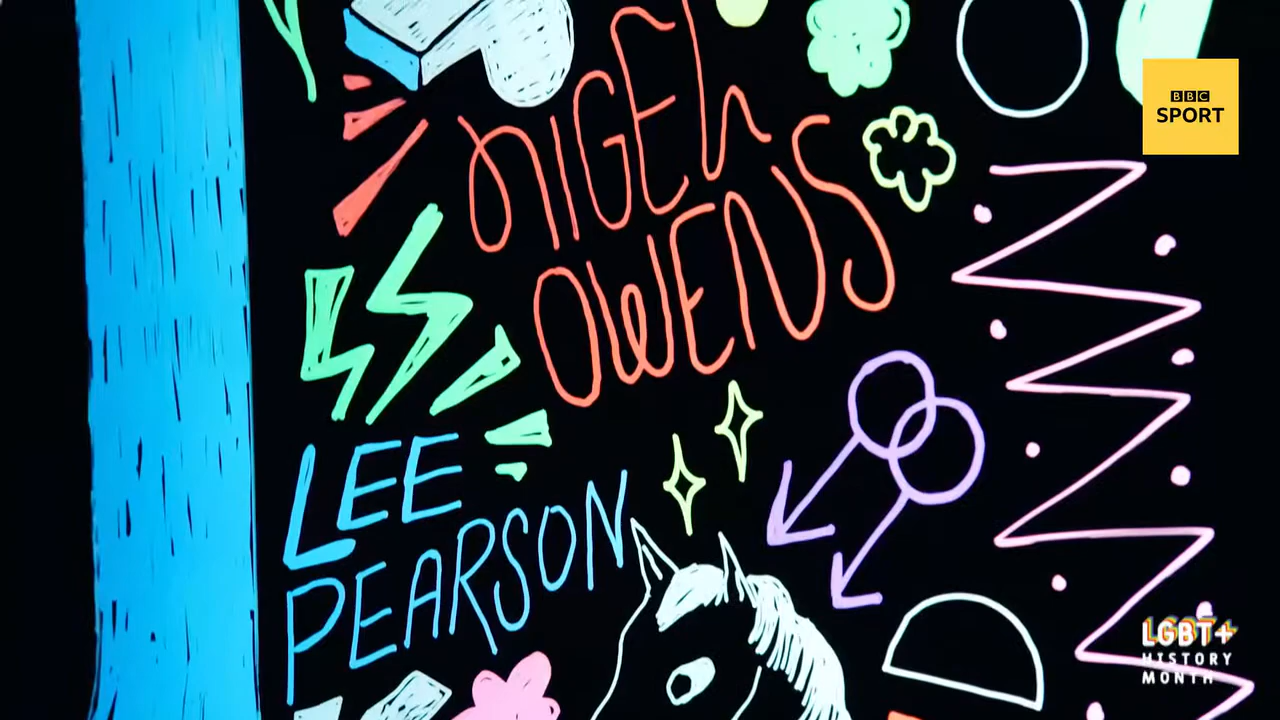 NIGEL
OWENS
LEE
PEARSON
BBC
SPORT
LGBT+
HISTORY
MONTH